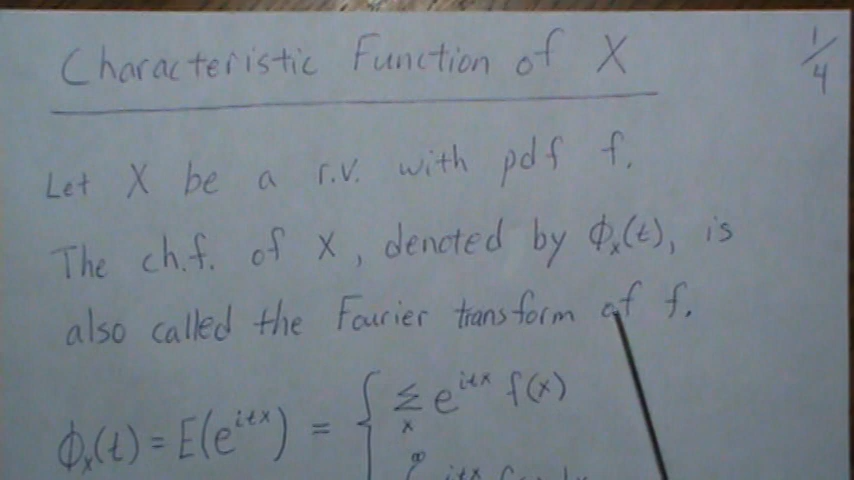 Characteristic Function of X
1/4
Let X be a r.v. with pdf f.
The ch.f. of X, denoted by ϕₓ(t), is
also called the Fourier transform of f.
ϕₓ(t) = E(e^{itx}) = { Σ_x e^{itx} f(x)
∞ e^{itx}